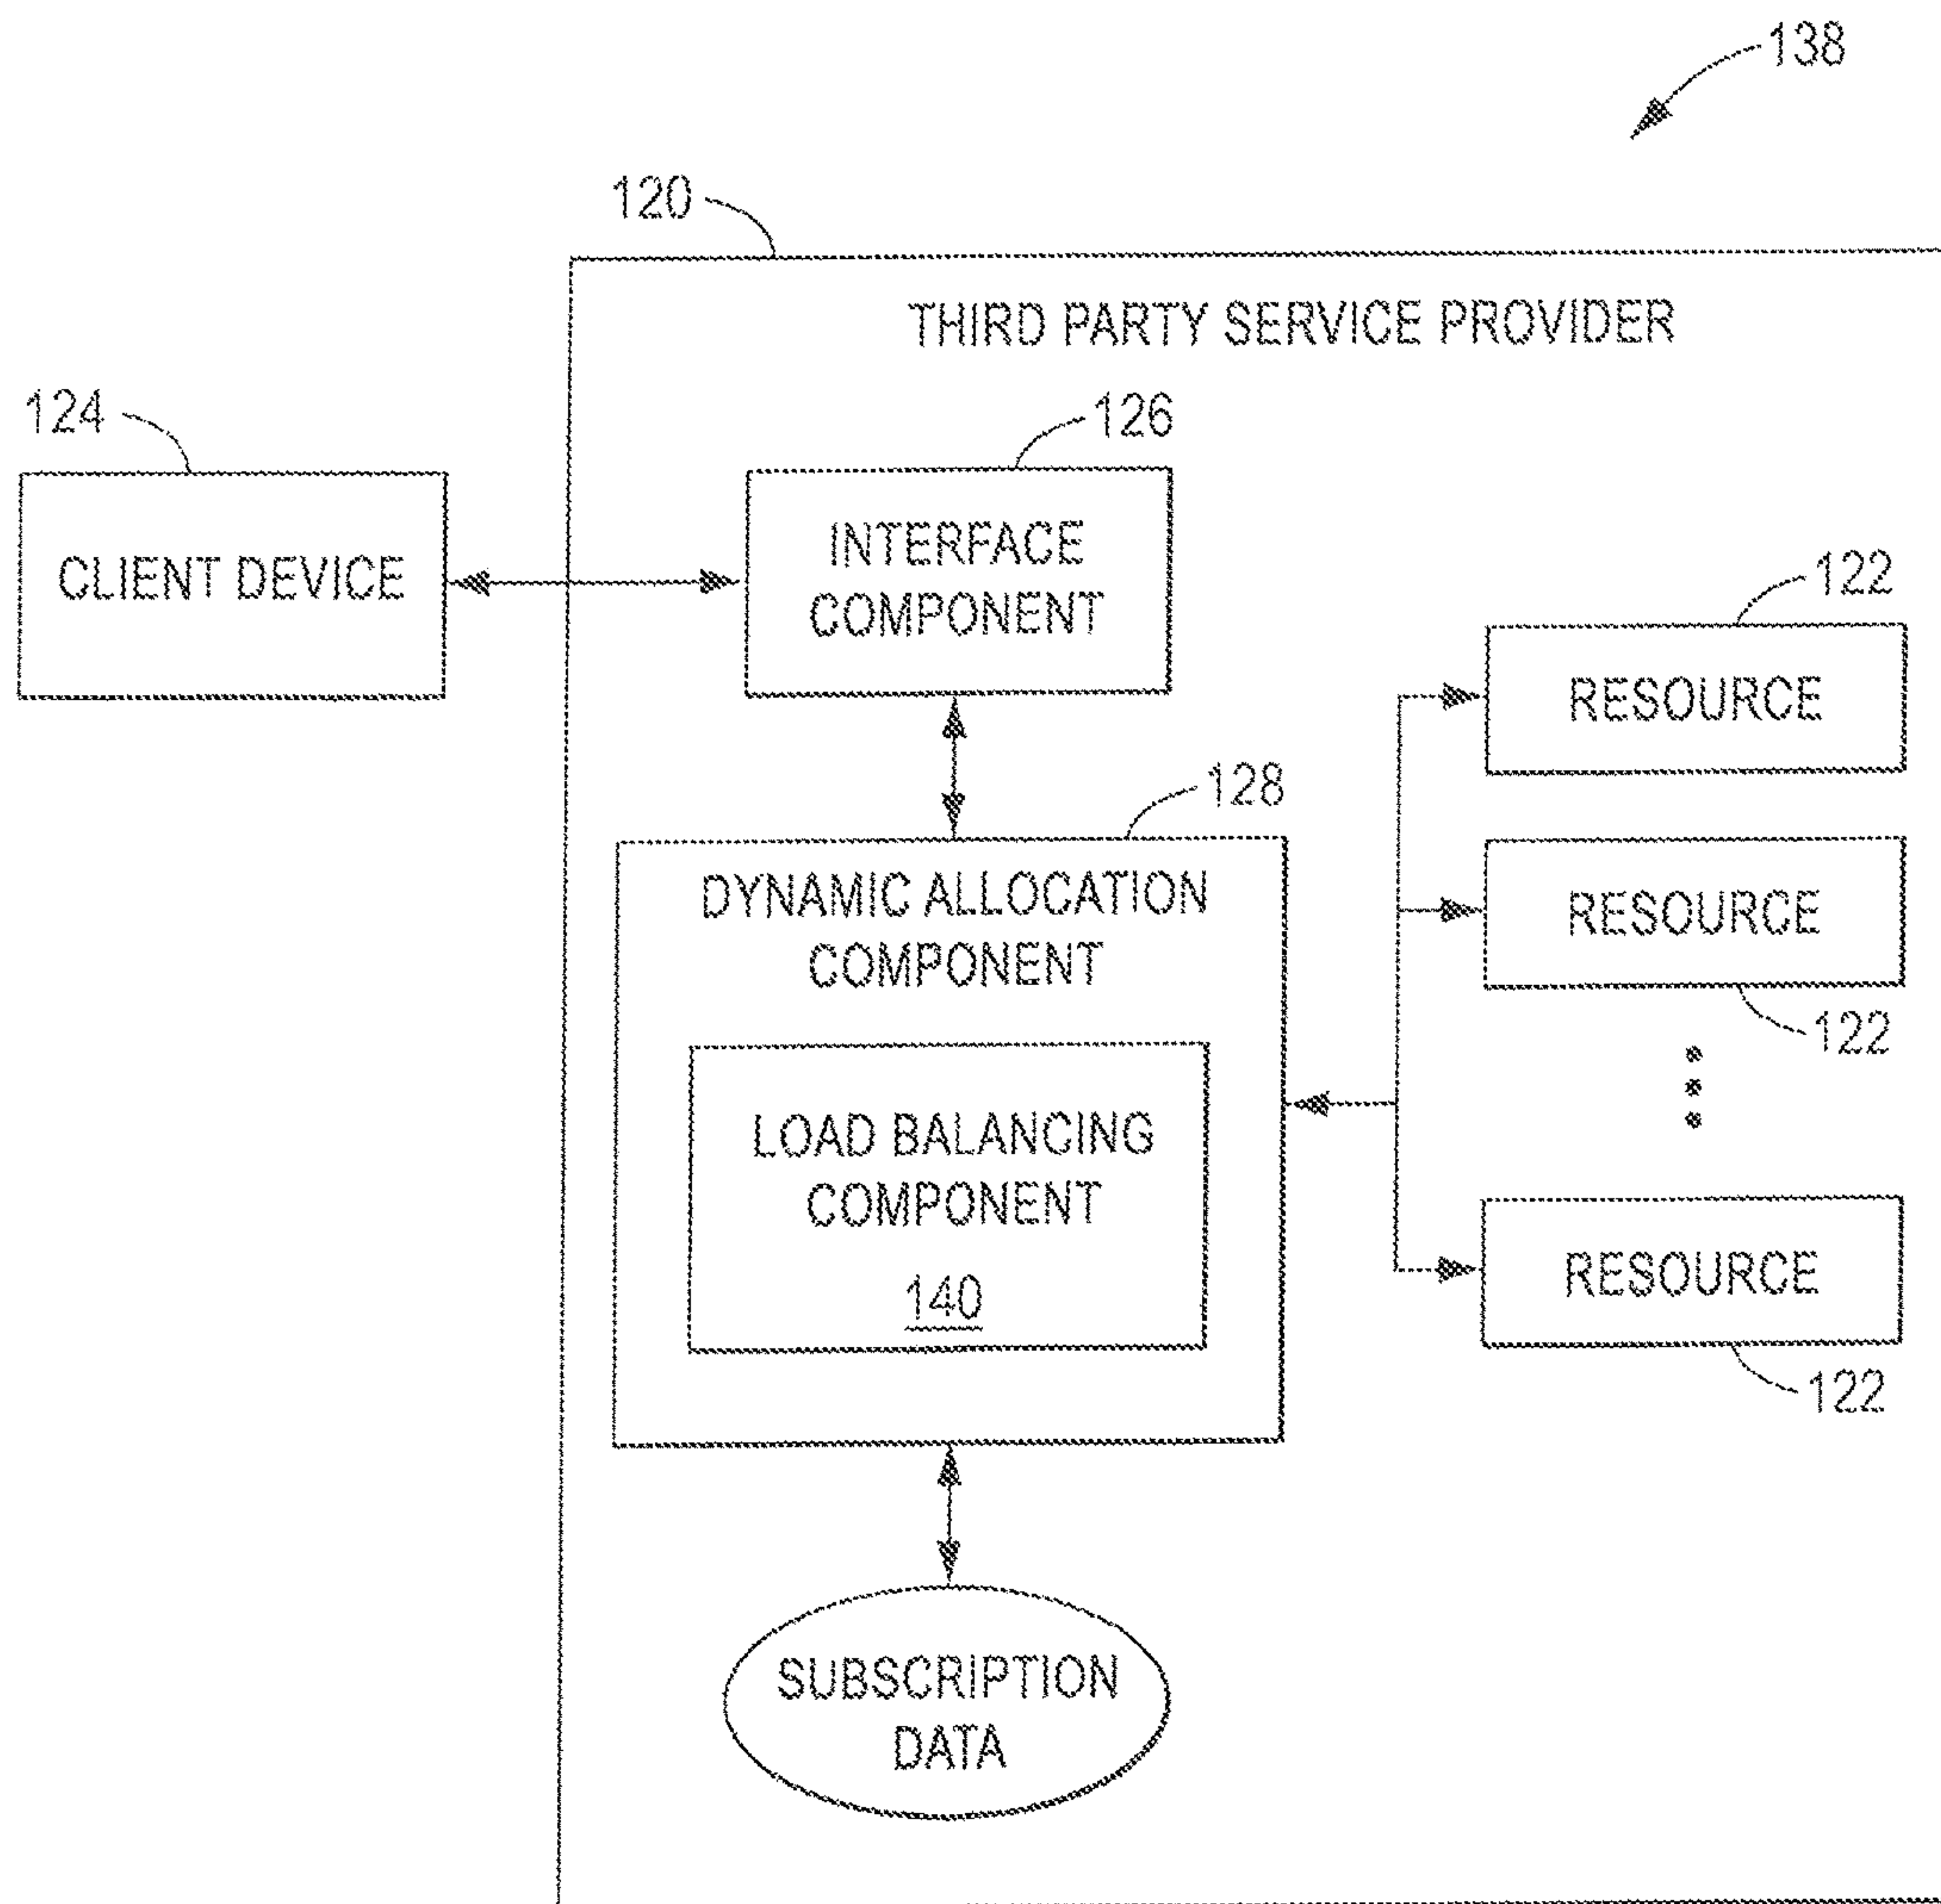 138
120
THIRD PARTY SERVICE PROVIDER
124
126
CLIENT DEVICE
INTERFACE
COMPONENT
122
RESOURCE
128
DYNAMIC ALLOCATION
COMPONENT
RESOURCE
122
LOAD BALANCING
COMPONENT
140
RESOURCE
122
SUBSCRIPTION
DATA